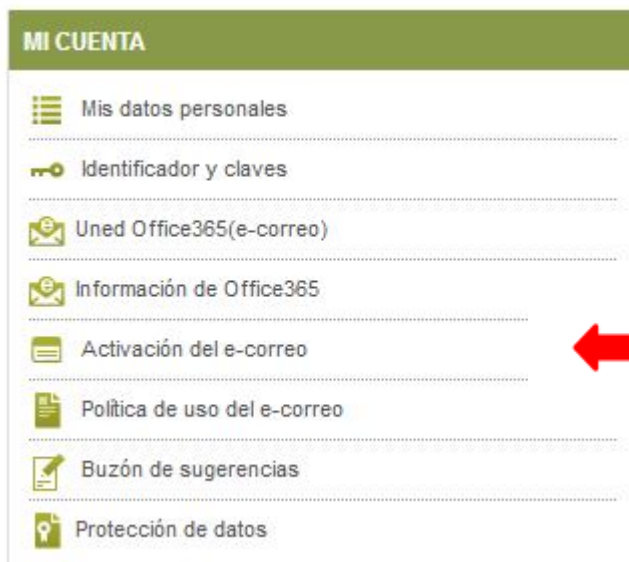 MI CUENTA
Mis datos personales
Identificador y claves
Uned Office365(e-correo)
Información de Office365
Activación del e-correo
Política de uso del e-correo
Buzón de sugerencias
Protección de datos